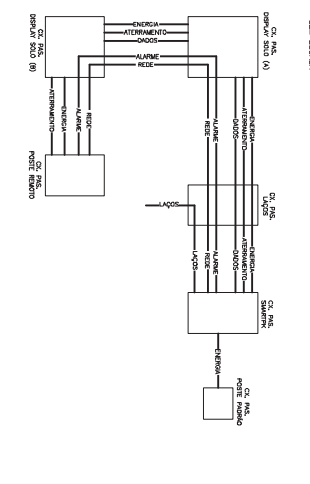 CX. PAS.
DISPLAY SOLO (B)
CX. PAS.
DISPLAY SOLO (A)
ENERGIA
ATERRAMENTO
DADOS
ALARME
REDE
ATERRAMENTO
ENERGIA
ALARME
REDE
REDE
ALARME
DADOS
ATERRAMENTO
ENERGIA
CX. PAS.
POSTE REMOTO
CX. PAS.
LAÇOS
LAÇOS
LAÇOS
REDE
ALARME
DADOS
ATERRAMENTO
ENERGIA
CX. PAS.
SMARTPK
ENERGIA
CX. PAS.
POSTE PADRÃO